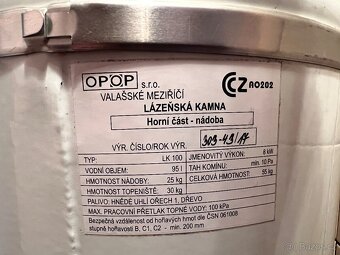 OPOP s.r.o.
CCZ AO202
VALAŠSKÉ MEZIŘÍČÍ
LÁZEŇSKÁ KAMNA
Horní část - nádoba
VÝR. ČÍSLO/ROK VÝR.
TYP: LK 100
JMENOVITÝ VÝKON: 8 kW
VODNÍ OBJEM: 95 l
TAH KOMÍNU: min. 10 Pa
HMOTNOST NÁDOBY: 25 kg
CELKOVÁ HMOTNOST: 55 kg
HMOTNOST TOPENIŠTĚ: 30 kg
PALIVO: HNĚDÉ UHLÍ OŘECH 1, DŘEVO
MAX. PRACOVNÍ PŘETLAK TOPNÉ VODY: 100 kPa
Bezpečná vzdálenost od hořlavých hmot dle ČSN 061008
stupně hořlavosti B, C1, C2 - min. 200 mm